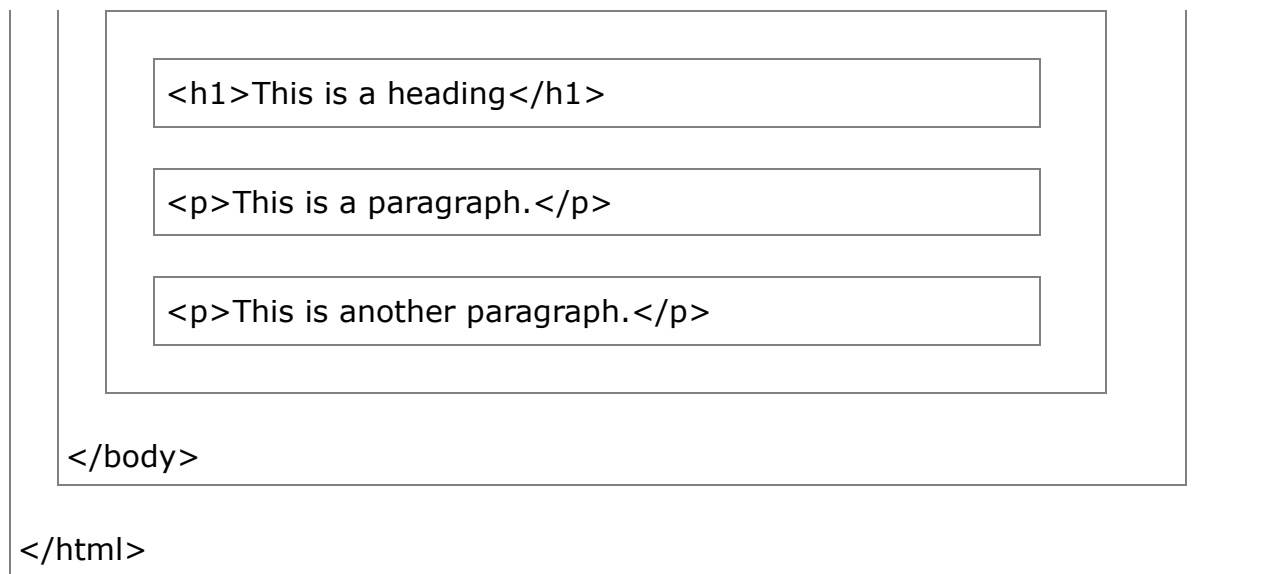 <h1>This is a heading</h1>
<p>This is a paragraph.</p>
<p>This is another paragraph.</p>
</body>
</html>